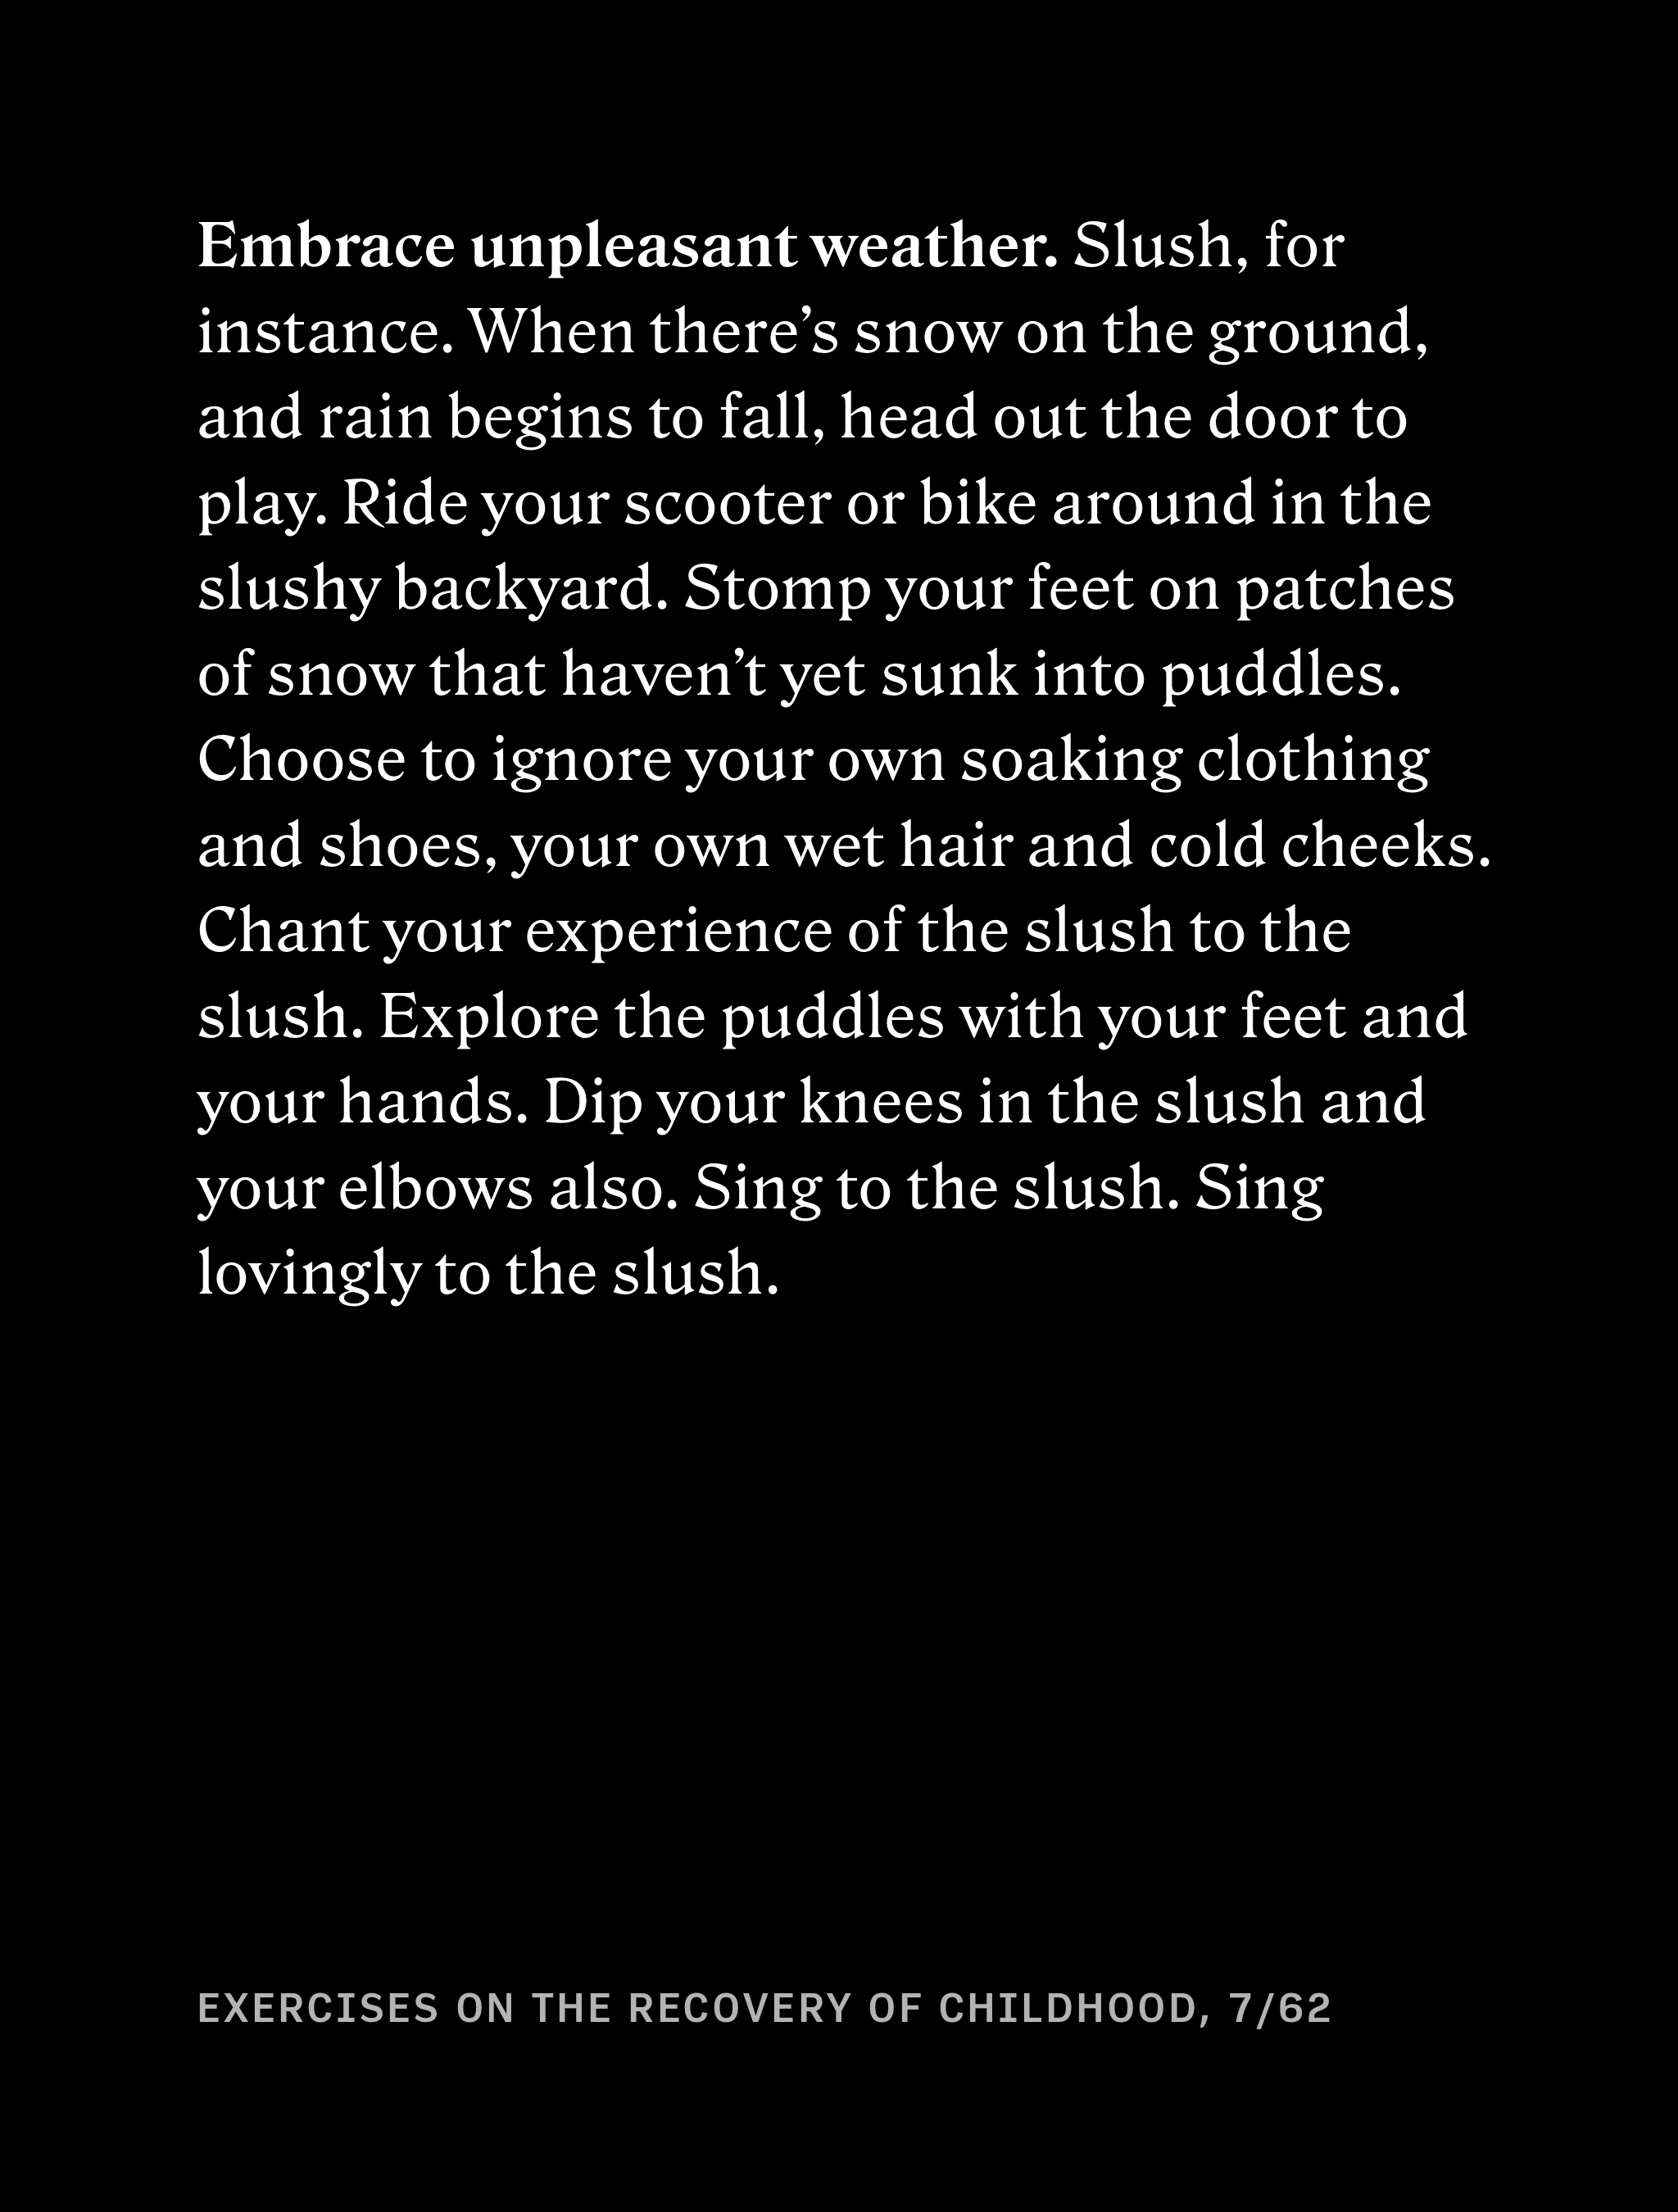 Embrace unpleasant weather. Slush, for
instance. When there’s snow on the ground,
and rain begins to fall, head out the door to
play. Ride your scooter or bike around in the
slushy backyard. Stomp your feet on patches
of snow that haven’t yet sunk into puddles.
Choose to ignore your own soaking clothing
and shoes, your own wet hair and cold cheeks.
Chant your experience of the slush to the
slush. Explore the puddles with your feet and
your hands. Dip your knees in the slush and
your elbows also. Sing to the slush. Sing
lovingly to the slush.
EXERCISES ON THE RECOVERY OF CHILDHOOD, 7/62